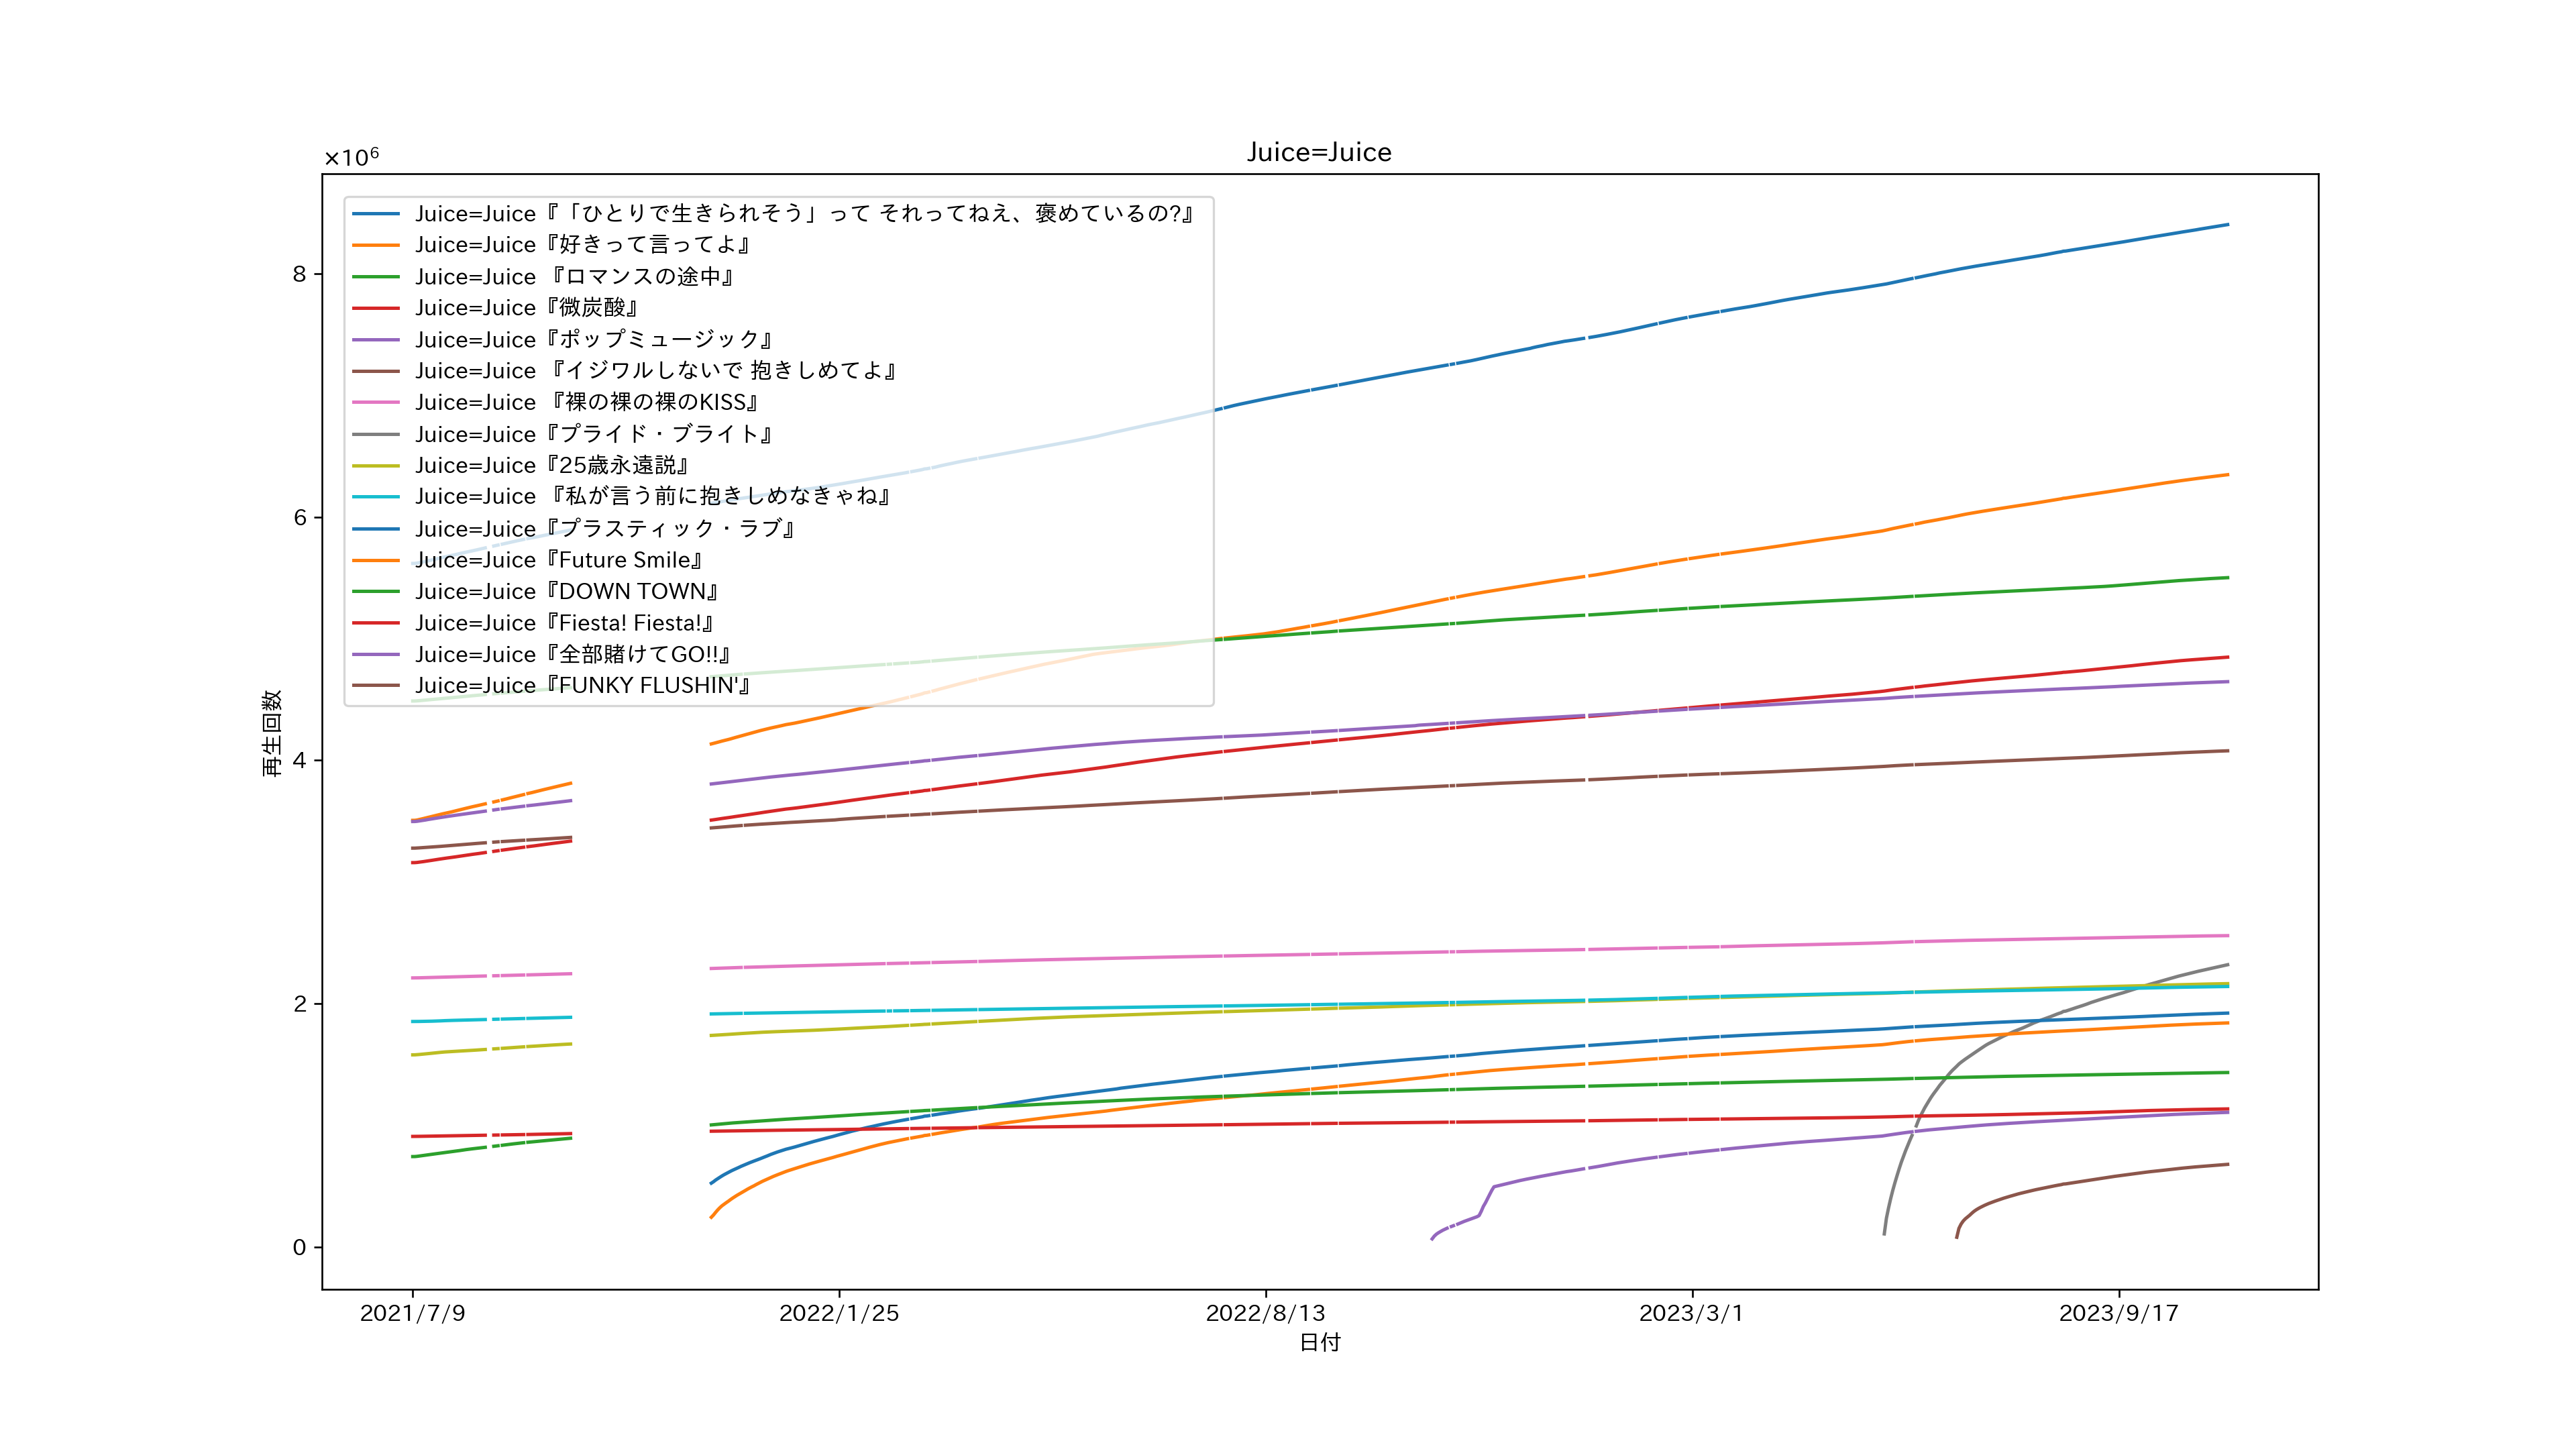 Juice=Juice
×10⁶
Juice=Juice『「ひとりで生きられそう」って それってねえ、褒めているの?』
Juice=Juice『好きって言ってよ』
Juice=Juice 『ロマンスの途中』
Juice=Juice『微炭酸』
Juice=Juice『ポップミュージック』
Juice=Juice 『イジワルしないで 抱きしめてよ』
Juice=Juice 『裸の裸の裸のKISS』
Juice=Juice『プライド・ブライト』
Juice=Juice『25歳永遠説』
Juice=Juice 『私が言う前に抱きしめなきゃね』
Juice=Juice『プラスティック・ラブ』
Juice=Juice『Future Smile』
Juice=Juice『DOWN TOWN』
Juice=Juice『Fiesta! Fiesta!』
Juice=Juice『全部賭けてGO!!』
Juice=Juice『FUNKY FLUSHIN'』
8
6
4
2
0
再生回数
2021/7/9
2022/1/25
2022/8/13
2023/3/1
2023/9/17
日付